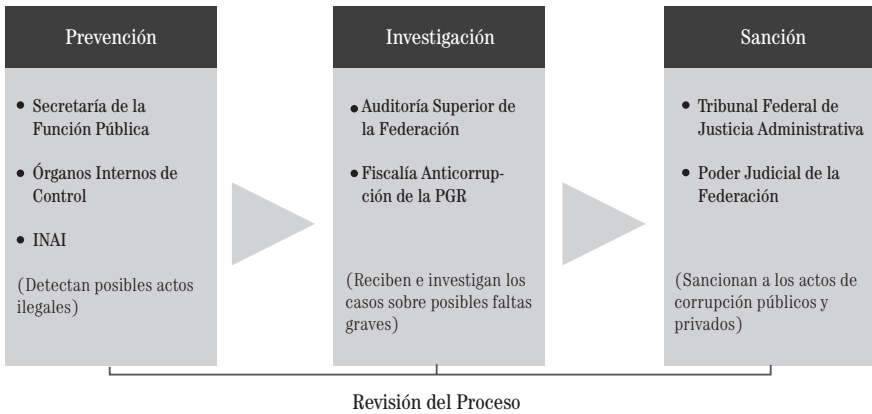 Prevención
• Secretaría de la
Función Pública
• Órganos Internos de
Control
• INAI
(Detectan posibles actos
ilegales)
Investigación
• Auditoría Superior de
la Federación
• Fiscalía Anticorrup-
ción de la PGR
(Reciben e investigan los
casos sobre posibles faltas
graves)
Sanción
• Tribunal Federal de
Justicia Administrativa
• Poder Judicial de la
Federación
(Sancionan a los actos de
corrupción públicos y
privados)
Revisión del Proceso